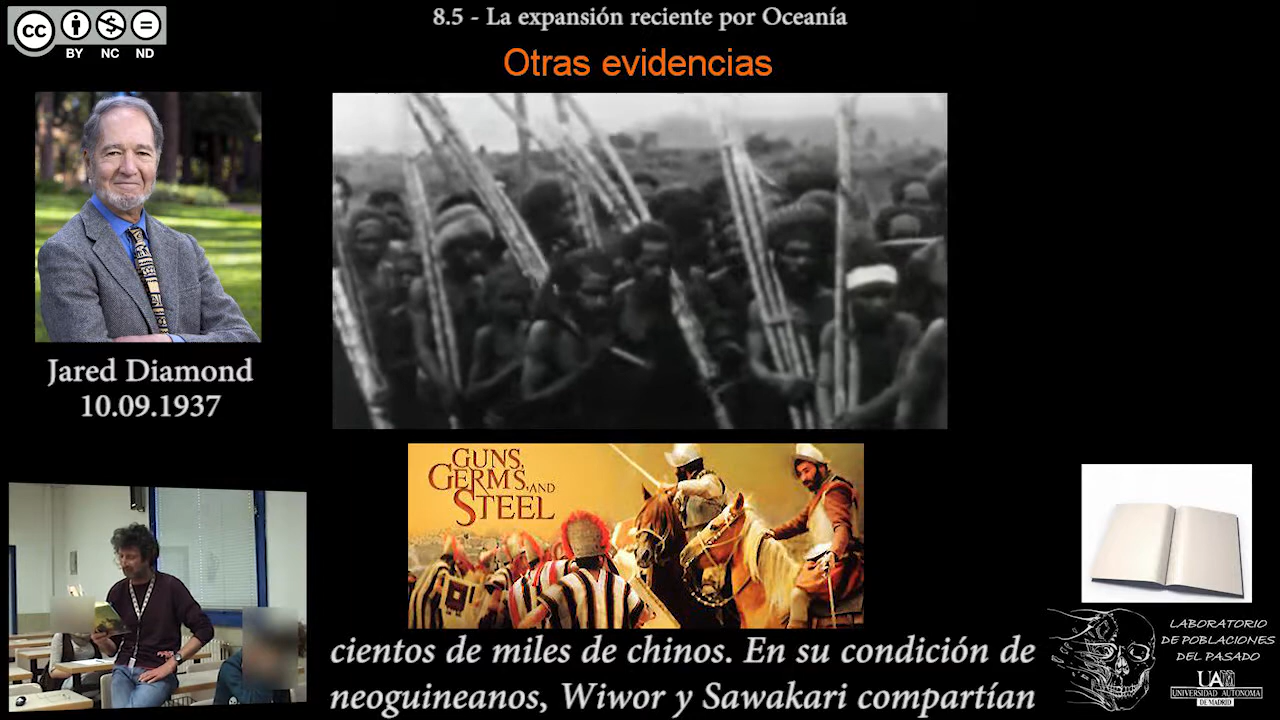 8.5 - La expansión reciente por Oceanía
Otras evidencias
cc
BY NC ND
Jared Diamond
10.09.1937
GUNS,
GERMS, AND
STEEL
cientos de miles de chinos. En su condición de
neoguineanos, Wiwor y Sawakari compartían
LABORATORIO
DE POBLACIONES
DEL PASADO
UAM
UNIVERSIDAD AUTONOMA
DE MADRID